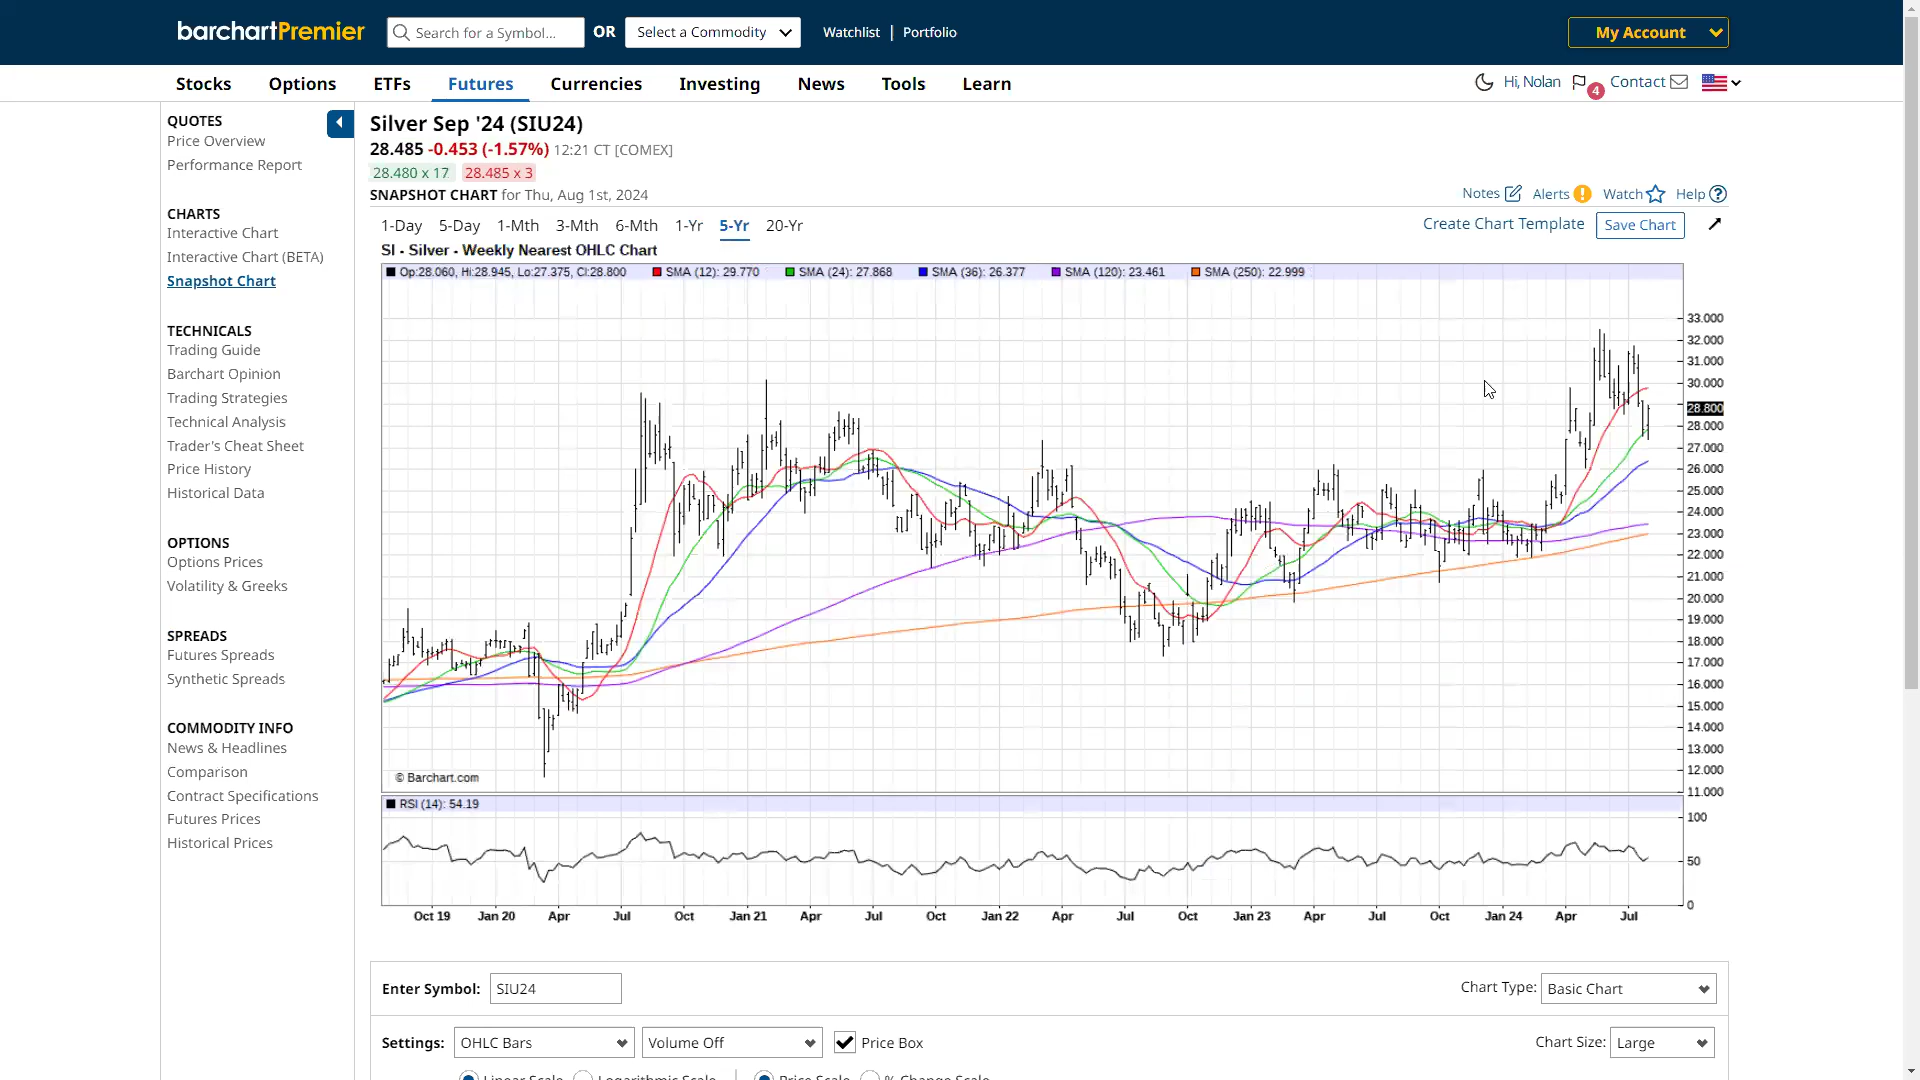 barchartPremier
Search for a Symbol...
OR
Select a Commodity
Watchlist | Portfolio
My Account
Stocks
Options
ETFs
Futures
Currencies
Investing
News
Tools
Learn
Hi, Nolan
4
Contact
QUOTES
Price Overview
Performance Report
CHARTS
Interactive Chart
Interactive Chart (BETA)
Snapshot Chart
TECHNICALS
Trading Guide
Barchart Opinion
Trading Strategies
Technical Analysis
Trader's Cheat Sheet
Price History
Historical Data
OPTIONS
Options Prices
Volatility & Greeks
SPREADS
Futures Spreads
Synthetic Spreads
COMMODITY INFO
News & Headlines
Comparison
Contract Specifications
Futures Prices
Historical Prices
Silver Sep '24 (SIU24)
28.485 -0.453 (-1.57%) 12:21 CT [COMEX]
28.480 x 17 28.485 x 3
SNAPSHOT CHART for Thu, Aug 1st, 2024
Notes Alerts Watch Help
1-Day 5-Day 1-Mth 3-Mth 6-Mth 1-Yr 5-Yr 20-Yr
Create Chart Template Save Chart
SI - Silver - Weekly Nearest OHLC Chart
Op:28.060, Hi:28.945, Lo:27.375, Cl:28.800 SMA (12): 29.770 SMA (24): 27.868 SMA (36): 26.377 SMA (120): 23.461 SMA (250): 22.999
33.000
32.000
31.000
30.000
28.800
28.000
27.000
26.000
25.000
24.000
23.000
22.000
21.000
20.000
19.000
18.000
17.000
16.000
15.000
14.000
13.000
12.000
11.000
© Barchart.com
RSI (14): 54.19
100
50
0
Oct 19 Jan 20 Apr Jul Oct Jan 21 Apr Jul Oct Jan 22 Apr Jul Oct Jan 23 Apr Jul Oct Jan 24 Apr Jul
Enter Symbol: SIU24
Chart Type: Basic Chart
Settings: OHLC Bars Volume Off Price Box
Chart Size: Large
Linear Scale Logarithmic Scale | Price Scale % Change Scale